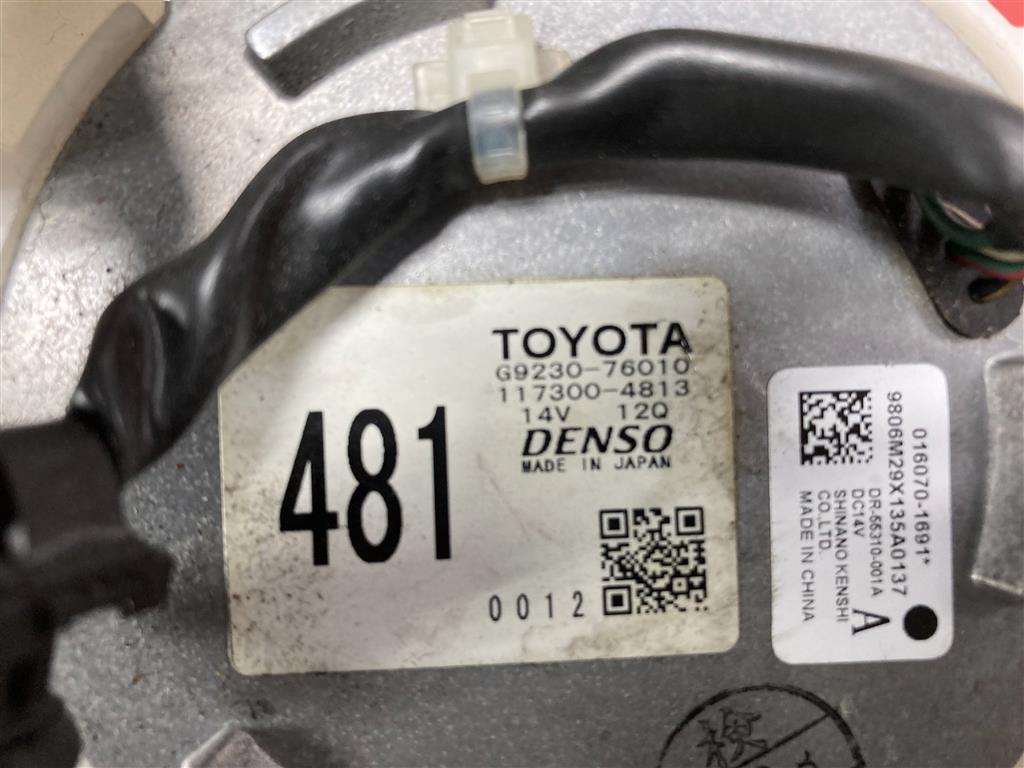 TOYOTA
G9230-76010
117300-4813
14V 12Q
DENSO
MADE IN JAPAN
481
0012
016070-1691*
9806M29X135A0137
DR-55310-001A
DC14V
SHINANO KENSHI
CO.,LTD.
MADE IN CHINA
A
検